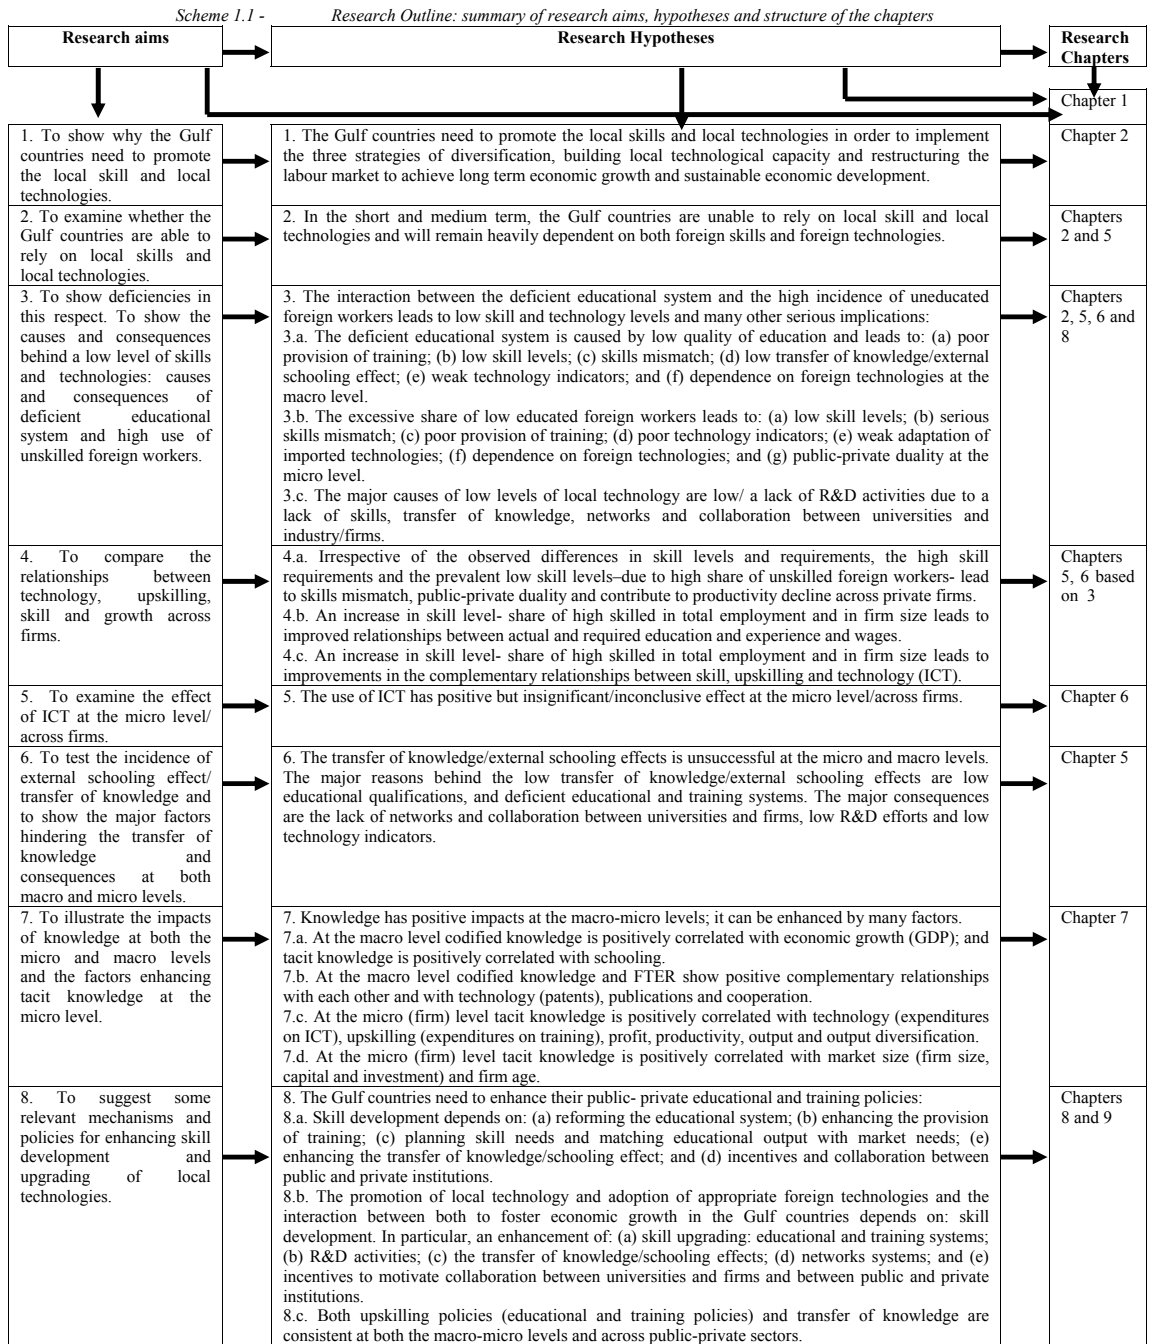 Scheme 1.1 - Research Outline: summary of research aims, hypotheses and structure of the chapters
Research aims
Research Hypotheses
Research
Chapters
Chapter 1
1. To show why the Gulf
countries need to promote
the local skill and local
technologies.
1. The Gulf countries need to promote the local skills and local technologies in order to implement
the three strategies of diversification, building local technological capacity and restructuring the
labour market to achieve long term economic growth and sustainable economic development.
Chapter 2
2. To examine whether the
Gulf countries are able to
rely on local skills and
local technologies.
2. In the short and medium term, the Gulf countries are unable to rely on local skill and local
technologies and will remain heavily dependent on both foreign skills and foreign technologies.
Chapters
2 and 5
3. To show deficiencies in
this respect. To show the
causes and consequences
behind a low level of skills
and technologies: causes
and consequences of
deficient educational
system and high use of
unskilled foreign workers.
3. The interaction between the deficient educational system and the high incidence of uneducated
foreign workers leads to low skill and technology levels and many other serious implications:
3.a. The deficient educational system is caused by low quality of education and leads to: (a) poor
provision of training; (b) low skill levels; (c) skills mismatch; (d) low transfer of knowledge/external
schooling effect; (e) weak technology indicators; and (f) dependence on foreign technologies at the
macro level.
3.b. The excessive share of low educated foreign workers leads to: (a) low skill levels; (b) serious
skills mismatch; (c) poor provision of training; (d) poor technology indicators; (e) weak adaptation of
imported technologies; (f) dependence on foreign technologies; and (g) public-private duality at the
micro level.
3.c. The major causes of low levels of local technology are low/ a lack of R&D activities due to a
lack of skills, transfer of knowledge, networks and collaboration between universities and
industry/firms.
Chapters
2, 5, 6 and
8
4. To compare the
relationships between
technology, upskilling,
skill and growth across
firms.
4.a. Irrespective of the observed differences in skill levels and requirements, the high skill
requirements and the prevalent low skill levels–due to high share of unskilled foreign workers- lead
to skills mismatch, public-private duality and contribute to productivity decline across private firms.
4.b. An increase in skill level- share of high skilled in total employment and in firm size leads to
improved relationships between actual and required education and experience and wages.
4.c. An increase in skill level- share of high skilled in total employment and in firm size leads to
improvements in the complementary relationships between skill, upskilling and technology (ICT).
Chapters
5, 6 based
on 3
5. To examine the effect
of ICT at the micro level/
across firms.
5. The use of ICT has positive but insignificant/inconclusive effect at the micro level/across firms.
Chapter 6
6. To test the incidence of
external schooling effect/
transfer of knowledge and
to show the major factors
hindering the transfer of
knowledge and
consequences at both
macro and micro levels.
6. The transfer of knowledge/external schooling effects is unsuccessful at the micro and macro levels.
The major reasons behind the low transfer of knowledge/external schooling effects are low
educational qualifications, and deficient educational and training systems. The major consequences
are the lack of networks and collaboration between universities and firms, low R&D efforts and low
technology indicators.
Chapter 5
7. To illustrate the impacts
of knowledge at both the
micro and macro levels
and the factors enhancing
tacit knowledge at the
micro level.
7. Knowledge has positive impacts at the macro-micro levels; it can be enhanced by many factors.
7.a. At the macro level codified knowledge is positively correlated with economic growth (GDP); and
tacit knowledge is positively correlated with schooling.
7.b. At the macro level codified knowledge and FTER show positive complementary relationships
with each other and with technology (patents), publications and cooperation.
7.c. At the micro (firm) level tacit knowledge is positively correlated with technology (expenditures
on ICT), upskilling (expenditures on training), profit, productivity, output and output diversification.
7.d. At the micro (firm) level tacit knowledge is positively correlated with market size (firm size,
capital and investment) and firm age.
Chapter 7
8. To suggest some
relevant mechanisms and
policies for enhancing skill
development and
upgrading of local
technologies.
8. The Gulf countries need to enhance their public- private educational and training policies:
8.a. Skill development depends on: (a) reforming the educational system; (b) enhancing the provision
of training; (c) planning skill needs and matching educational output with market needs; (e)
enhancing the transfer of knowledge/schooling effect; and (d) incentives and collaboration between
public and private institutions.
8.b. The promotion of local technology and adoption of appropriate foreign technologies and the
interaction between both to foster economic growth in the Gulf countries depends on: skill
development. In particular, an enhancement of: (a) skill upgrading: educational and training systems;
(b) R&D activities; (c) the transfer of knowledge/schooling effects; (d) networks systems; and (e)
incentives to motivate collaboration between universities and firms and between public and private
institutions.
8.c. Both upskilling policies (educational and training policies) and transfer of knowledge are
consistent at both the macro-micro levels and across public-private sectors.
Chapters
8 and 9